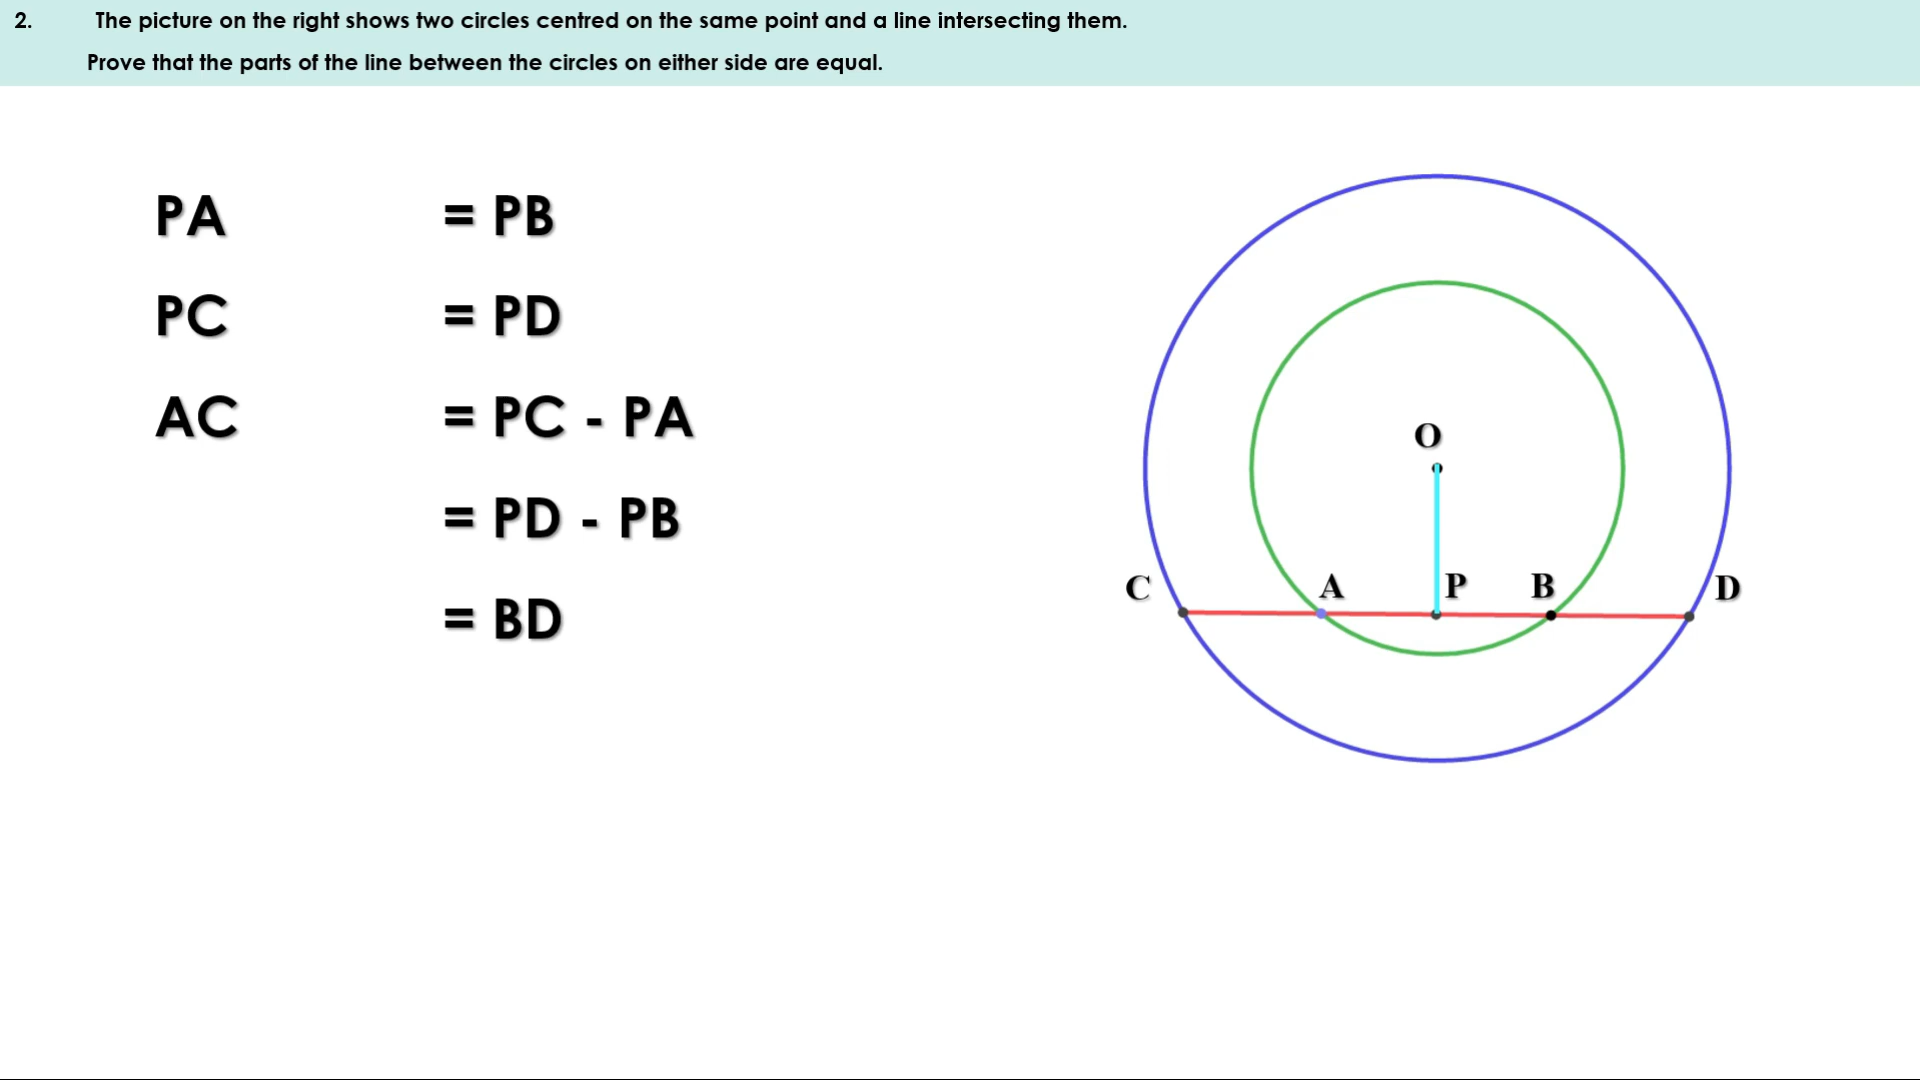 2. The picture on the right shows two circles centred on the same point and a line intersecting them.
Prove that the parts of the line between the circles on either side are equal.
PA = PB
PC = PD
AC = PC - PA
= PD - PB
= BD
O
C A P B D